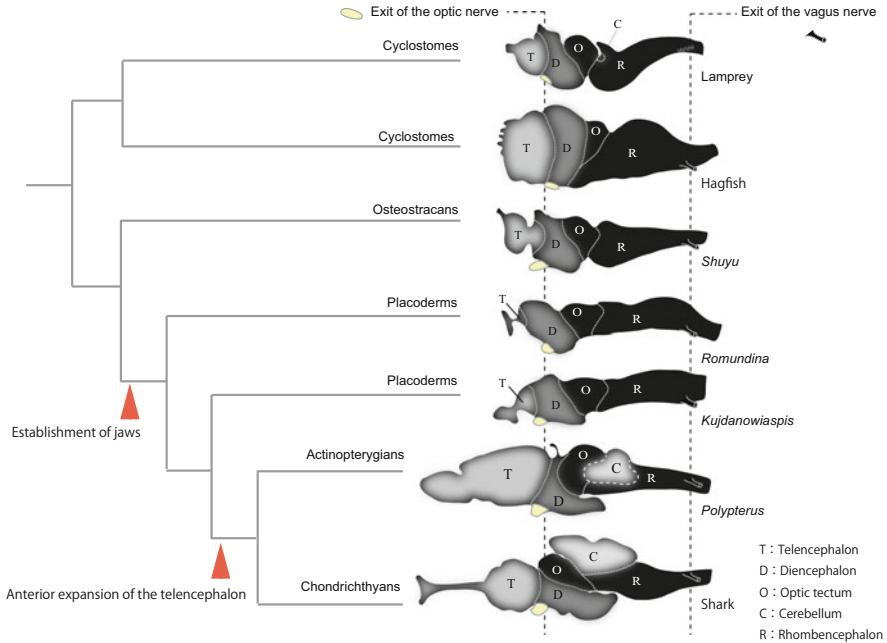 Exit of the optic nerve
Exit of the vagus nerve
Cyclostomes
C
T
D
O
R
Lamprey
Cyclostomes
T
D
O
R
Hagfish
Osteostracans
T
D
O
R
Shuyu
Placoderms
T
D
O
R
Romundina
Placoderms
T
D
O
R
Kujdanowiaspis
Establishment of jaws
Actinopterygians
T
D
O
C
R
Polypterus
Anterior expansion of the telencephalon
Chondrichthyans
T
D
O
C
R
Shark
T : Telencephalon
D : Diencephalon
O : Optic tectum
C : Cerebellum
R : Rhombencephalon